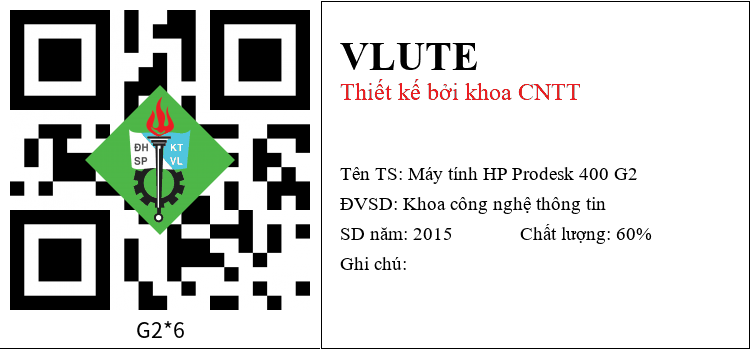 ĐH KT
SP VL
G2*6
VLUTE
Thiết kế bởi khoa CNTT
Tên TS: Máy tính HP Prodesk 400 G2
ĐVSD: Khoa công nghệ thông tin
SD năm: 2015 Chất lượng: 60%
Ghi chú: